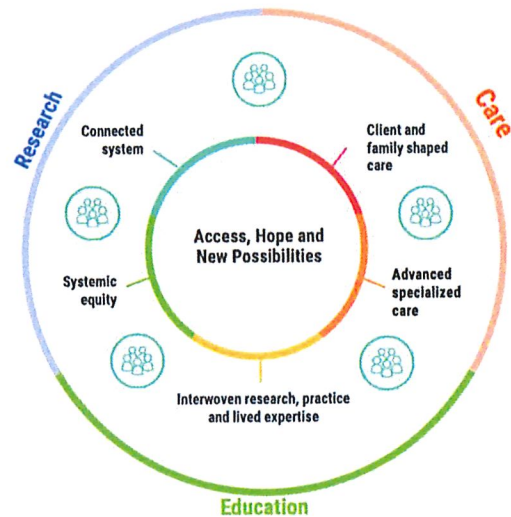 Research
Care
Connected
system
Client and
family shaped
care
Access, Hope and
New Possibilities
Systemic
equity
Advanced
specialized
care
Interwoven research, practice
and lived expertise
Education